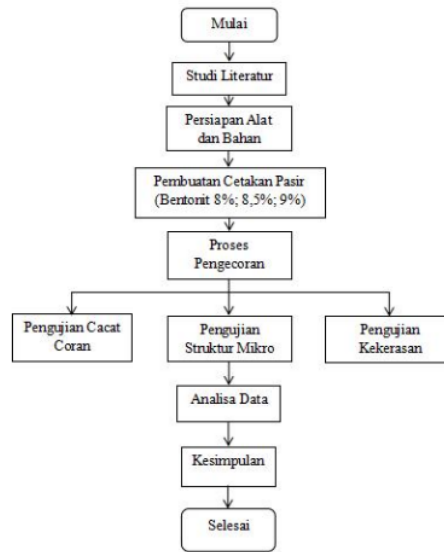 Mulai
Studi Literatur
Persiapan Alat
dan Bahan
Pembuatan Cetakan Pasir
(Bentonit 8%; 8,5%; 9%)
Proses
Pengecoran
Pengujian Cacat
Coran
Pengujian
Struktur Mikro
Pengujian
Kekerasan
Analisa Data
Kesimpulan
Selesai